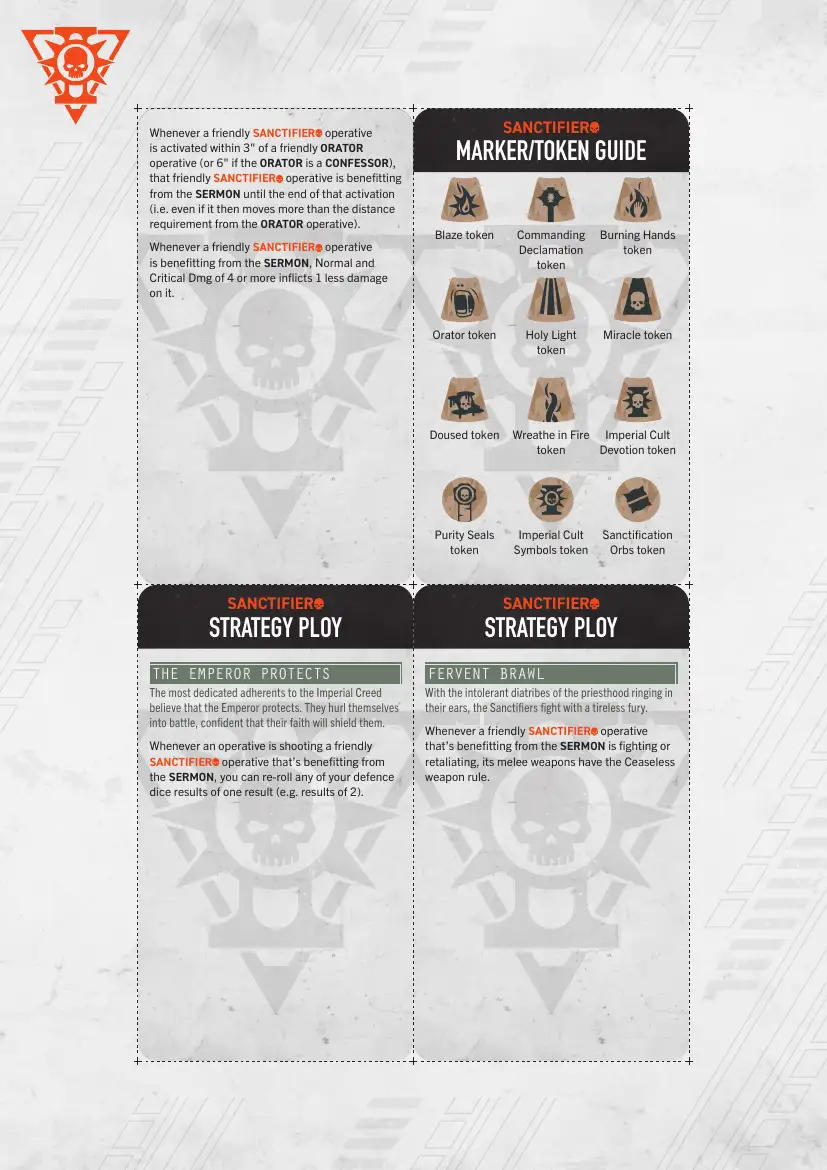 Whenever a friendly SANCTIFIER operative
is activated within 3" of a friendly ORATOR
operative (or 6" if the ORATOR is a CONFESSOR),
that friendly SANCTIFIER operative is benefitting
from the SERMON until the end of that activation
(i.e. even if it then moves more than the distance
requirement from the ORATOR operative).
Whenever a friendly SANCTIFIER operative
is benefitting from the SERMON, Normal and
Critical Dmg of 4 or more inflicts 1 less damage
on it.
SANCTIFIER
MARKER/TOKEN GUIDE
Blaze token
Commanding
Declamation
token
Burning Hands
token
Orator token
Holy Light
token
Miracle token
Doused token
Wreathe in Fire
token
Imperial Cult
Devotion token
Purity Seals
token
Imperial Cult
Symbols token
Sanctification
Orbs token
SANCTIFIER
STRATEGY PLOY
THE EMPEROR PROTECTS
The most dedicated adherents to the Imperial Creed
believe that the Emperor protects. They hurl themselves
into battle, confident that their faith will shield them.
Whenever an operative is shooting a friendly
SANCTIFIER operative that's benefitting from
the SERMON, you can re-roll any of your defence
dice results of one result (e.g. results of 2).
SANCTIFIER
STRATEGY PLOY
FERVENT BRAWL
With the intolerant diatribes of the priesthood ringing in
their ears, the Sanctifiers fight with a tireless fury.
Whenever a friendly SANCTIFIER operative
that's benefitting from the SERMON is fighting or
retaliating, its melee weapons have the Ceaseless
weapon rule.